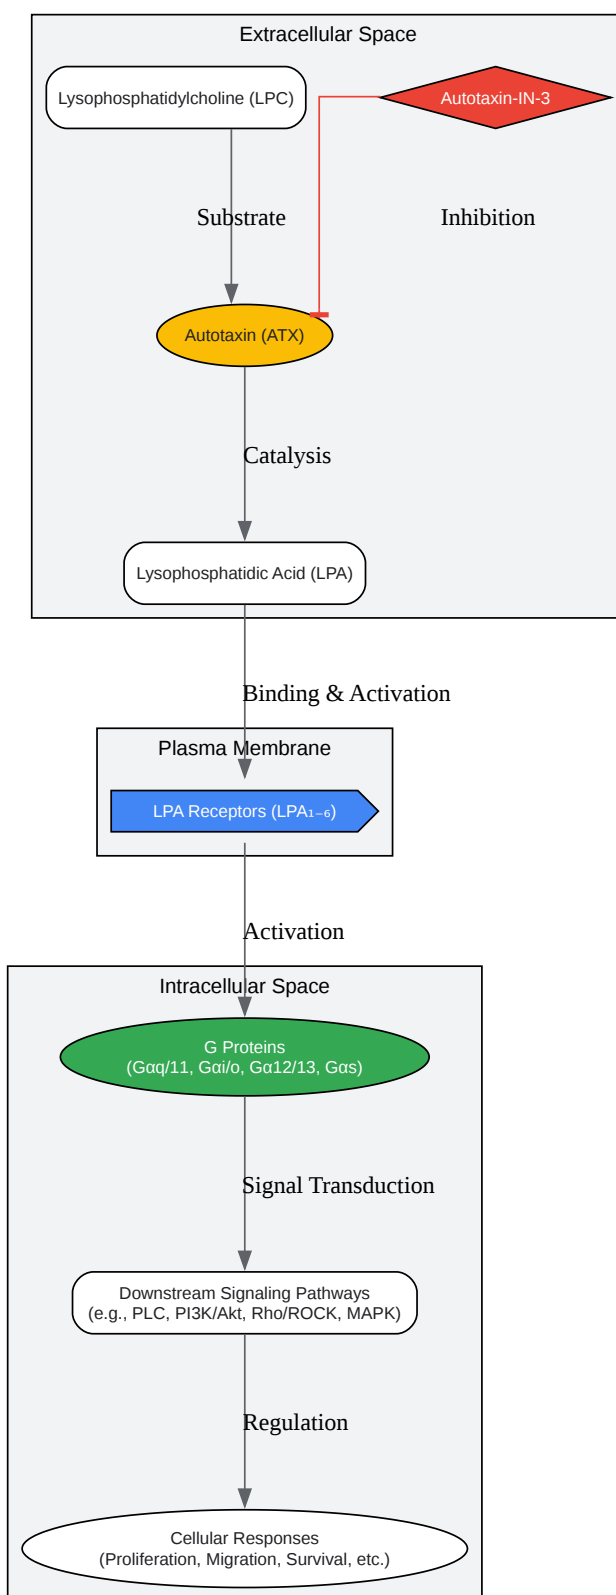 Extracellular Space
Lysophosphatidylcholine (LPC)
Autotaxin-IN-3
Substrate
Inhibition
Autotaxin (ATX)
Catalysis
Lysophosphatidic Acid (LPA)
Binding & Activation
Plasma Membrane
LPA Receptors (LPA₁₋₆)
Activation
Intracellular Space
G Proteins
(Gαq/11, Gαi/o, Gα12/13, Gαs)
Signal Transduction
Downstream Signaling Pathways
(e.g., PLC, PI3K/Akt, Rho/ROCK, MAPK)
Regulation
Cellular Responses
(Proliferation, Migration, Survival, etc.)